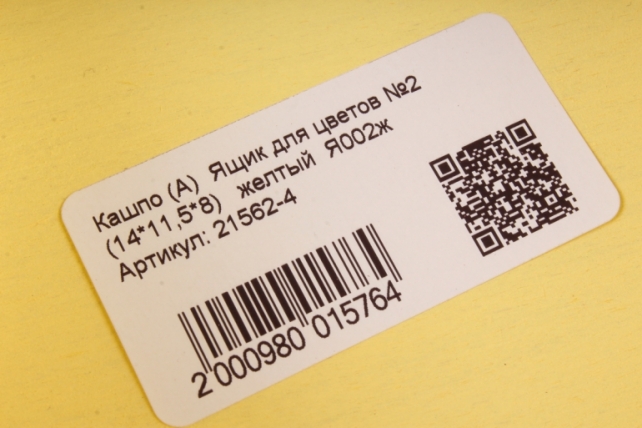 Кашпо (А) Ящик для цветов №2
(14*11,5*8) желтый Я002ж
Артикул: 21562-4
2 000980 015764